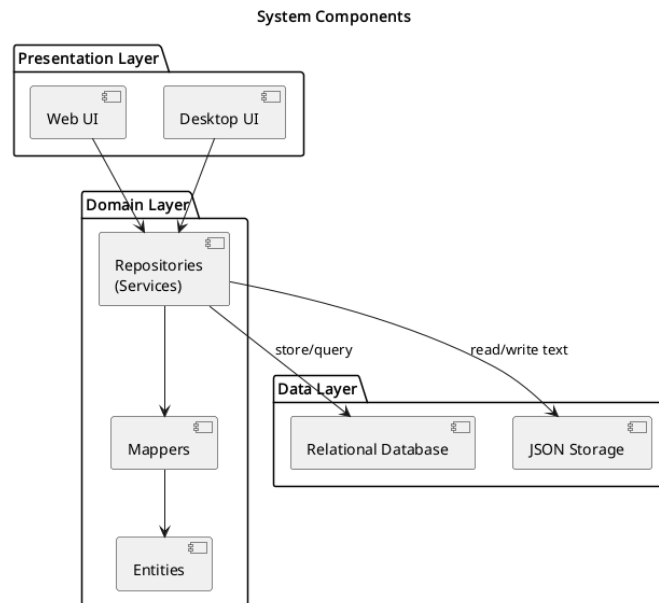 System Components
Presentation Layer
Web UI
Desktop UI
Domain Layer
Repositories
(Services)
store/query
read/write text
Data Layer
Mappers
Relational Database
JSON Storage
Entities